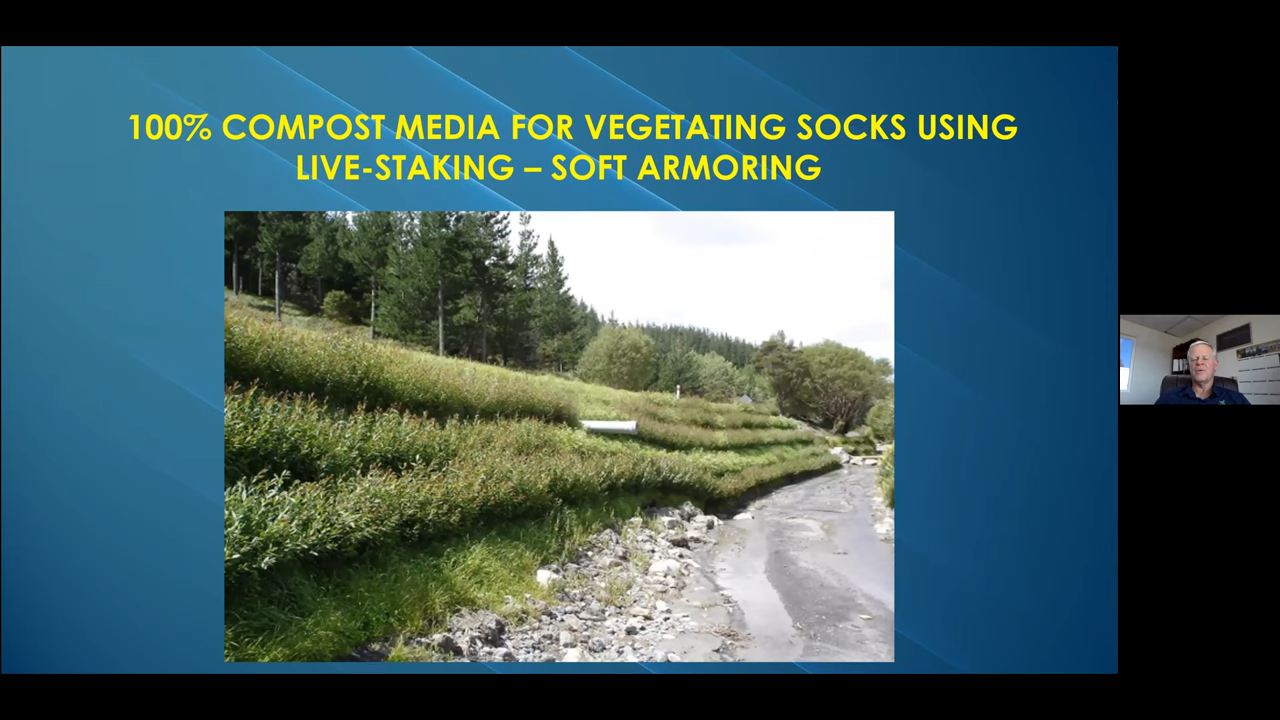 100% COMPOST MEDIA FOR VEGETATING SOCKS USING
LIVE-STAKING – SOFT ARMORING